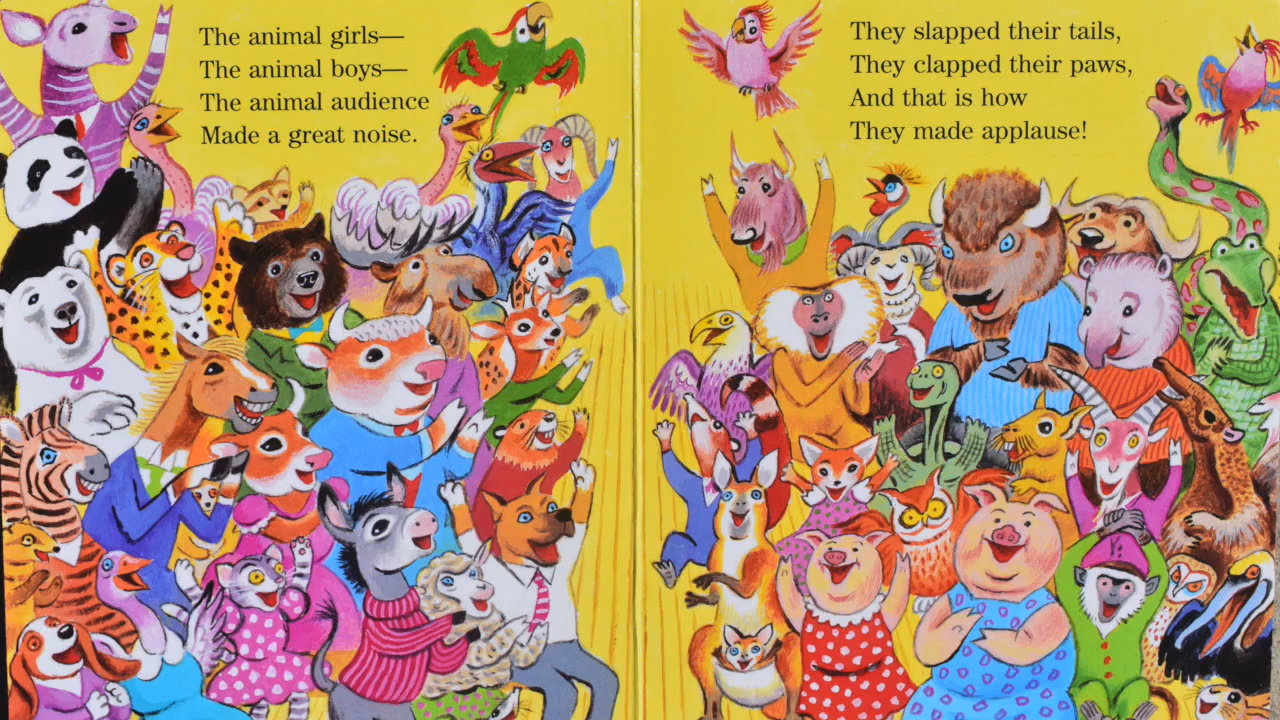 The animal girls—
The animal boys—
The animal audience
Made a great noise.
They slapped their tails,
They clapped their paws,
And that is how
They made applause!